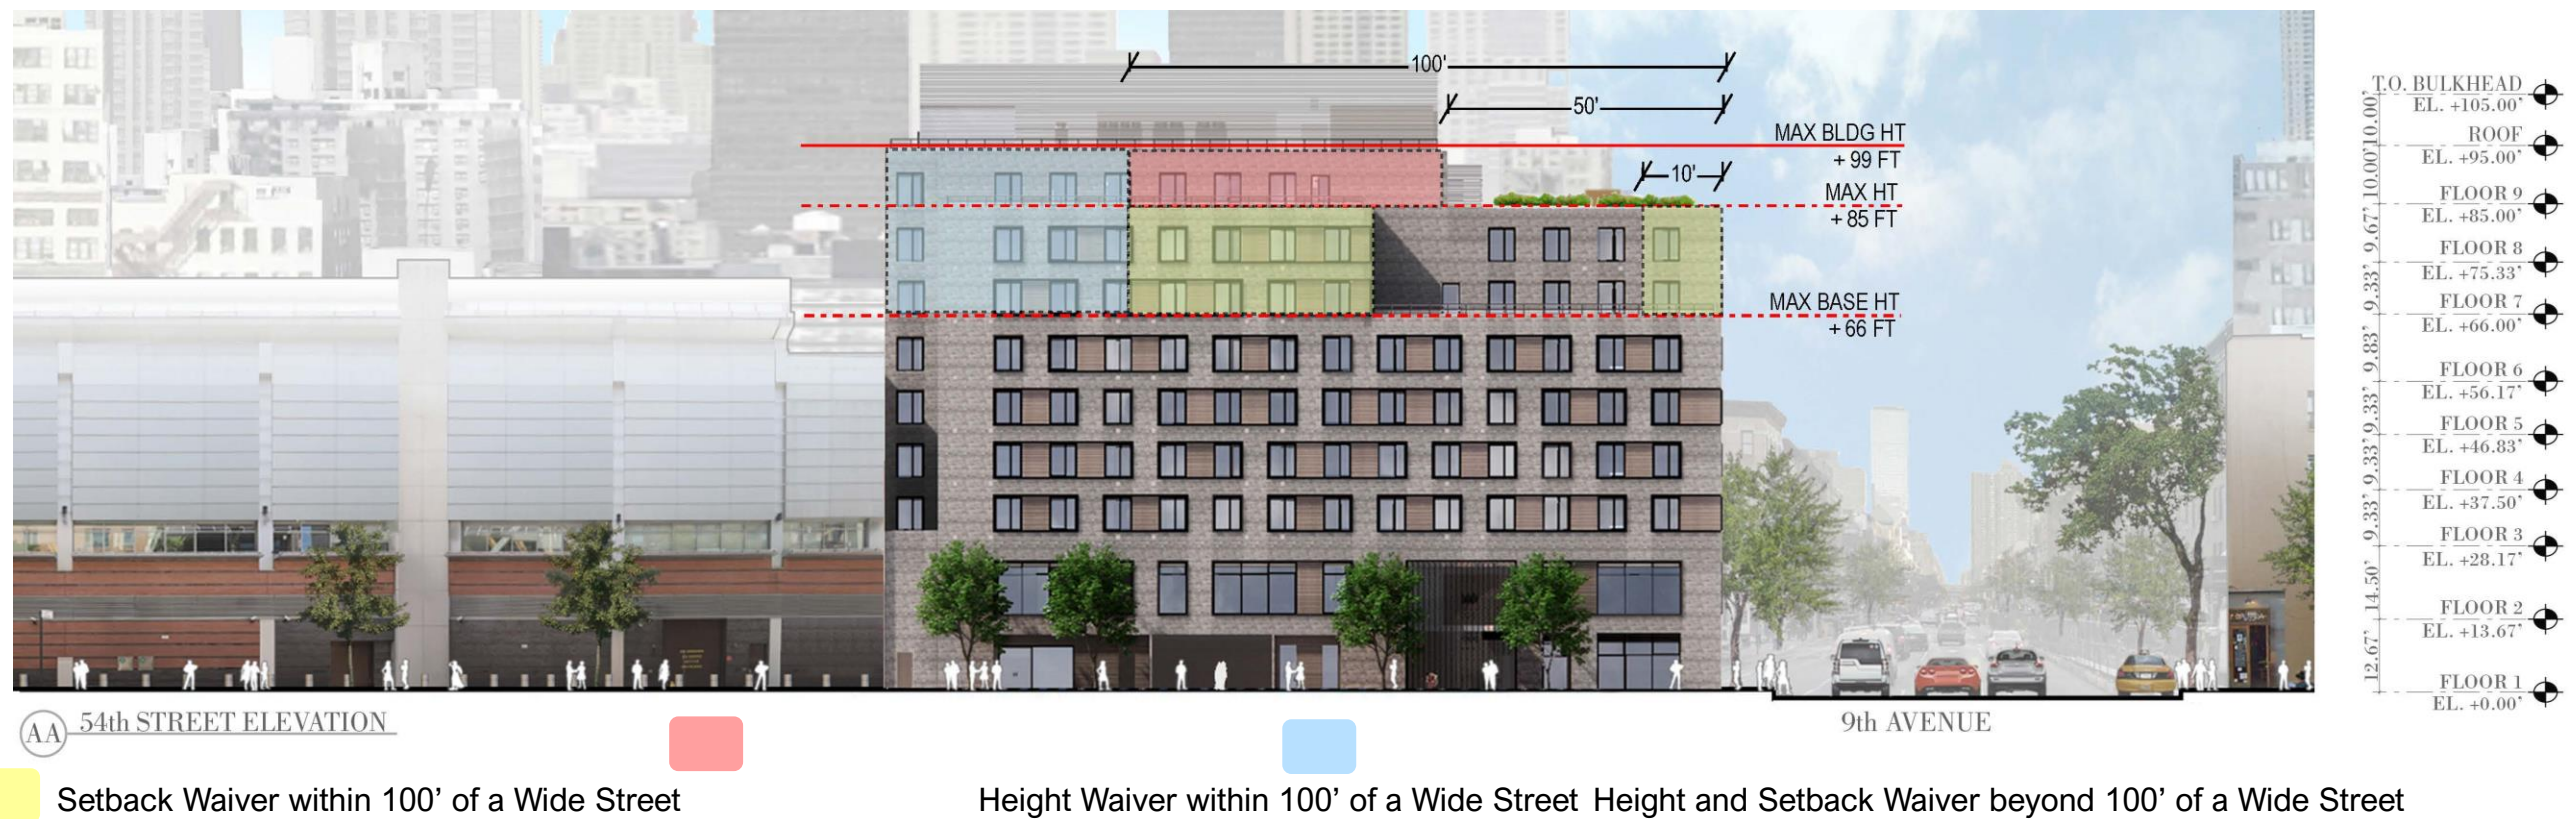 100'
50'
MAX BLDG HT
+ 99 FT
10'
MAX HT
+ 85 FT
MAX BASE HT
+ 66 FT
T.O. BULKHEAD
EL. +105.00'
10.00'
ROOF
EL. +95.00'
10.00'
FLOOR 9
EL. +85.00'
9.67'
FLOOR 8
EL. +75.33'
9.33'
FLOOR 7
EL. +66.00'
9.83'
FLOOR 6
EL. +56.17'
9.33'
FLOOR 5
EL. +46.83'
9.33'
FLOOR 4
EL. +37.50'
9.33'
FLOOR 3
EL. +28.17'
14.50'
FLOOR 2
EL. +13.67'
12.67'
FLOOR 1
EL. +0.00'
AA 54th STREET ELEVATION
9th AVENUE
Setback Waiver within 100’ of a Wide Street
Height Waiver within 100’ of a Wide Street
Height and Setback Waiver beyond 100’ of a Wide Street